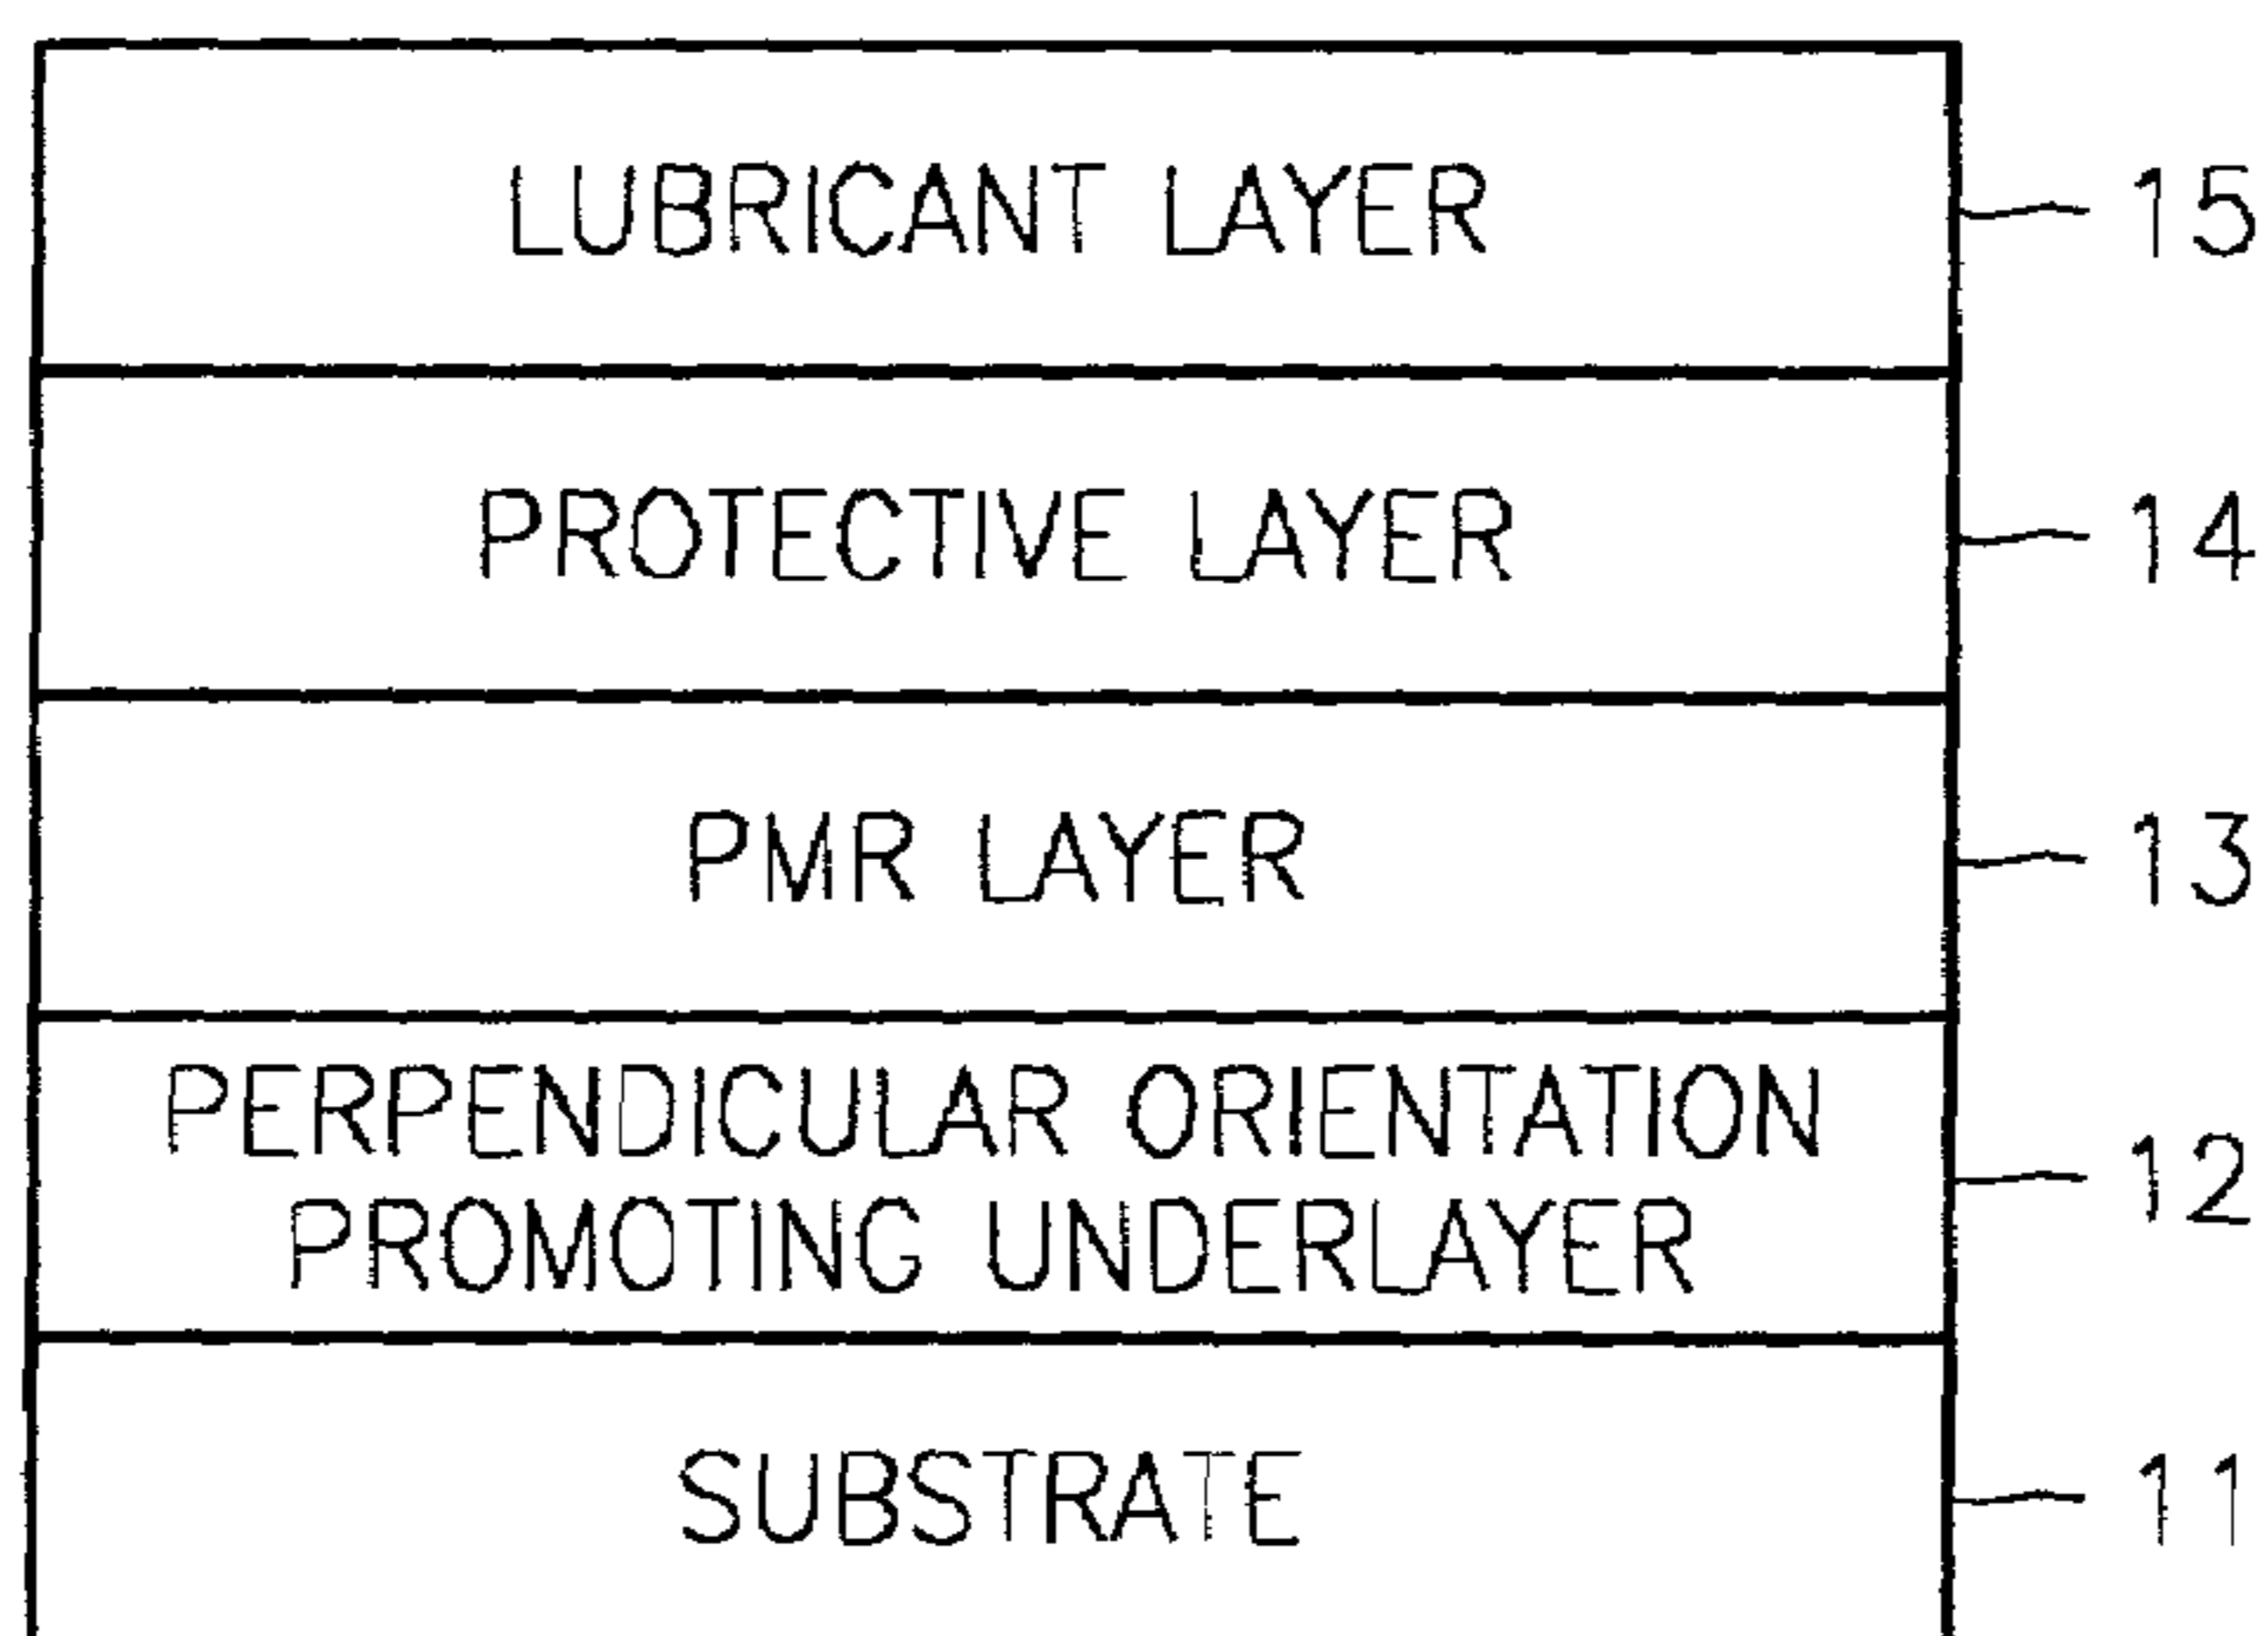 LUBRICANT LAYER 15
PROTECTIVE LAYER 14
PMR LAYER 13
PERPENDICULAR ORIENTATION
PROMOTING UNDERLAYER 12
SUBSTRATE 11